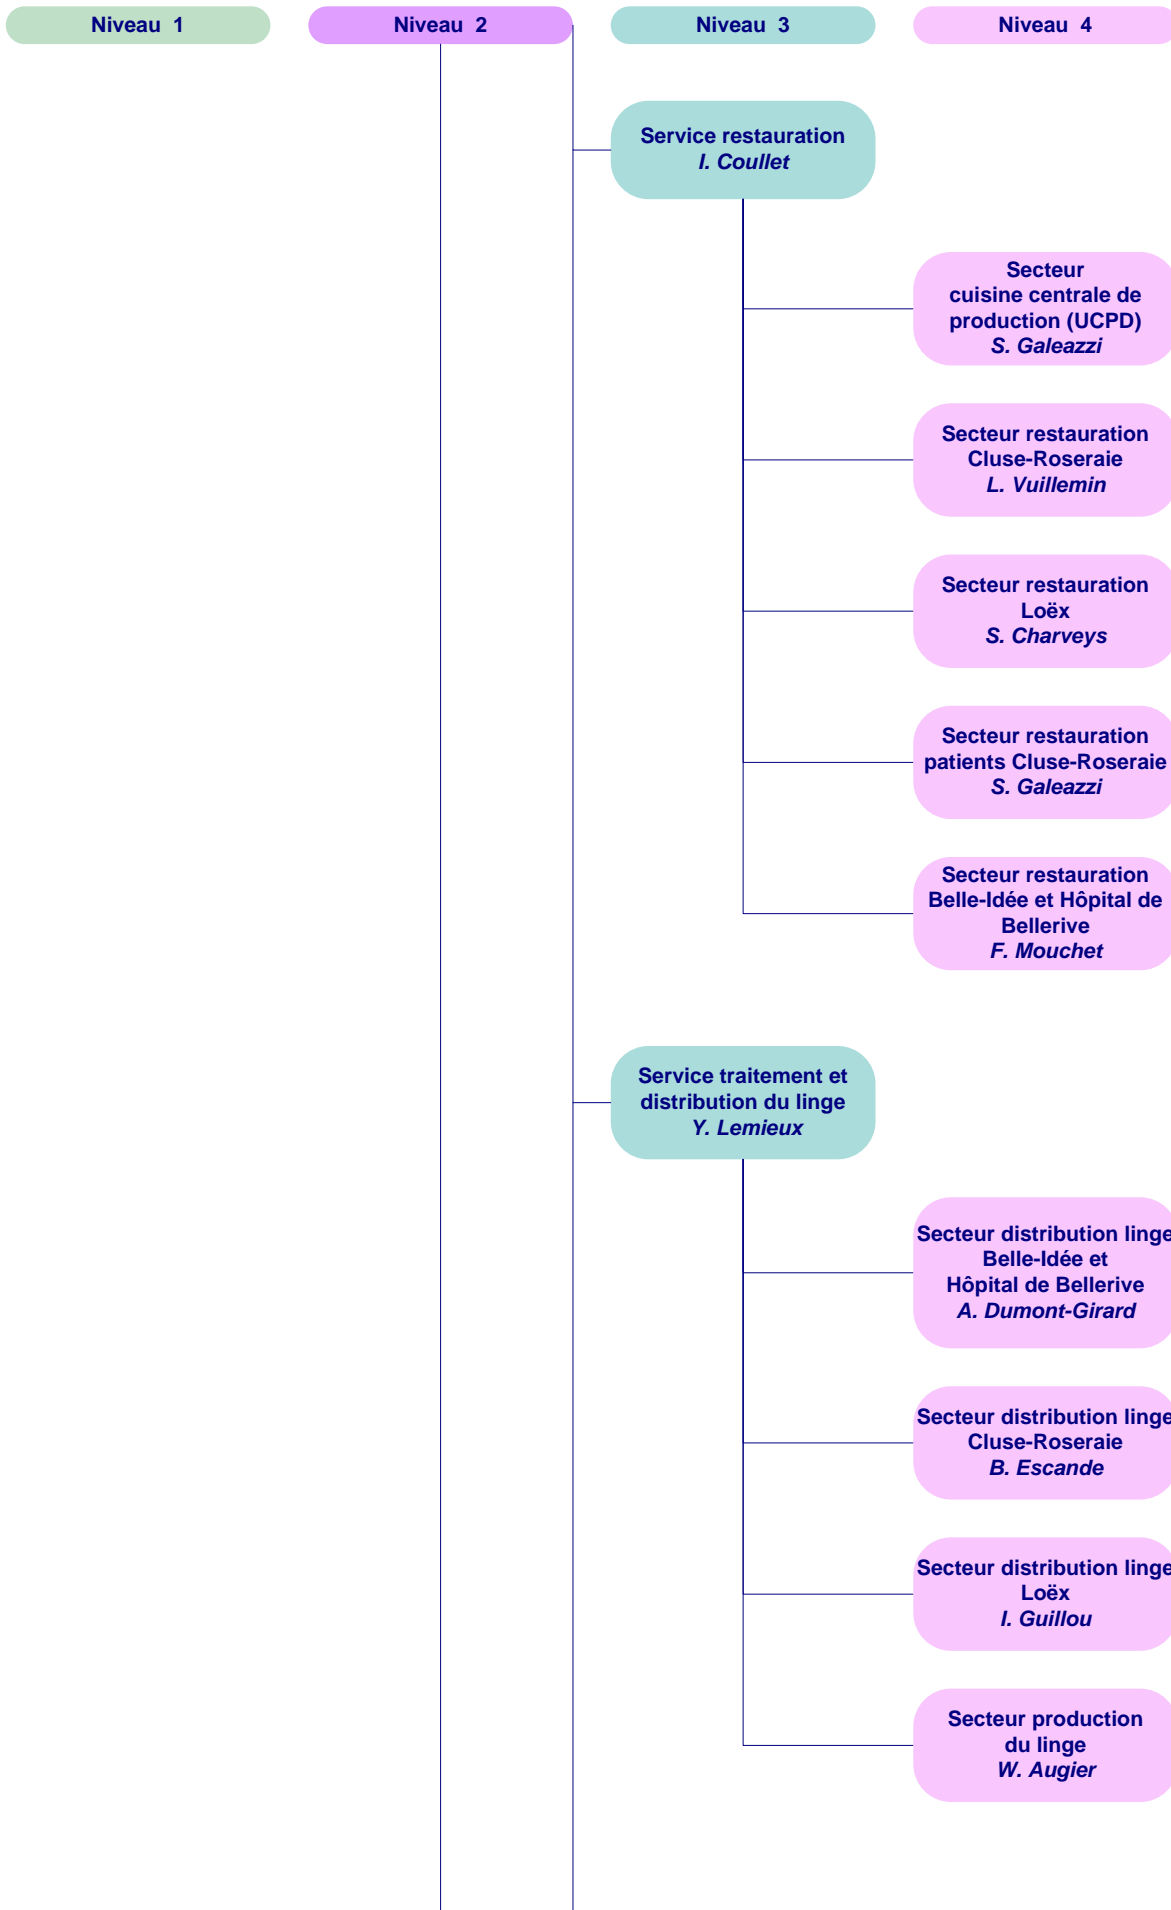 Niveau 1
Niveau 2
Niveau 3
Niveau 4
Service restauration
I. Coullet
Secteur
cuisine centrale de
production (UCPD)
S. Galeazzi
Secteur restauration
Cluse-Roseraie
L. Vuillemin
Secteur restauration
Loëx
S. Charveys
Secteur restauration
patients Cluse-Roseraie
S. Galeazzi
Secteur restauration
Belle-Idée et Hôpital de
Bellerive
F. Mouchet
Service traitement et
distribution du linge
Y. Lemieux
Secteur distribution linge
Belle-Idée et
Hôpital de Bellerive
A. Dumont-Girard
Secteur distribution linge
Cluse-Roseraie
B. Escande
Secteur distribution linge
Loëx
I. Guillou
Secteur production
du linge
W. Augier